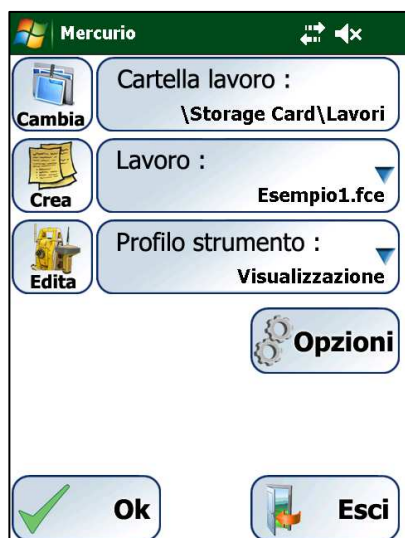 Mercurio
Cambia
Cartella lavoro :
\Storage Card\Lavori
Crea
Lavoro :
Esempio1.fce
Edita
Profilo strumento :
Visualizzazione
Opzioni
Ok
Esci